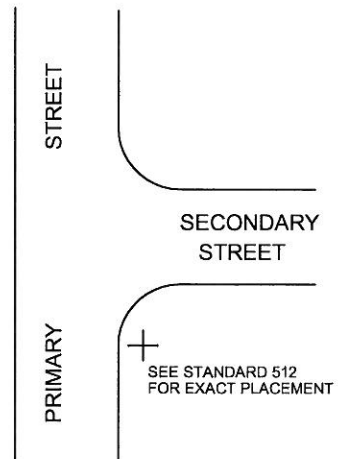 STREET
SECONDARY
STREET
PRIMARY
SEE STANDARD 512
FOR EXACT PLACEMENT